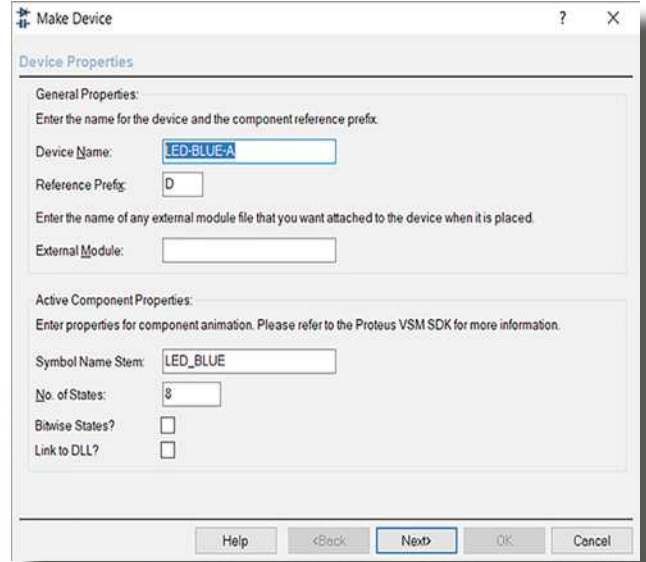 Make Device ? X
Device Properties
General Properties:
Enter the name for the device and the component reference prefix.
Device Name: LED-BLUE-A
Reference Prefix: D
Enter the name of any external module file that you want attached to the device when it is placed.
External Module:
Active Component Properties:
Enter properties for component animation. Please refer to the Proteus VSM SDK for more information.
Symbol Name Stem: LED_BLUE
No. of States: 8
Bitwise States?
Link to DLL?
Help <Back Next> OK Cancel